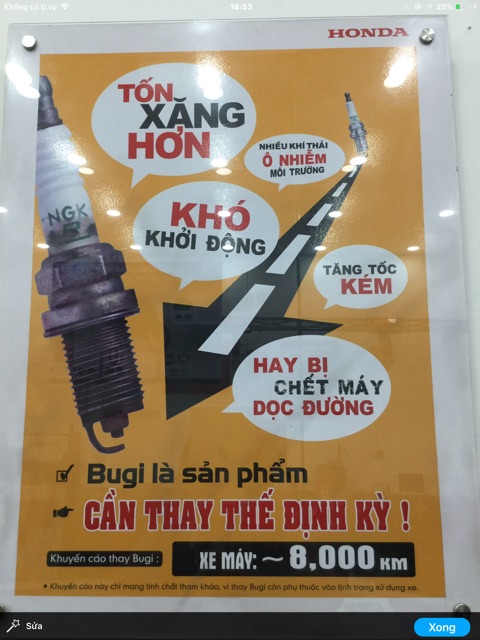 Không có D.vụ
18:53
28%
HONDA
TỐN
XĂNG
HƠN
NHIỀU KHÍ THẢI
Ô NHIỄM
MÔI TRƯỜNG
KHÓ
KHỞI ĐỘNG
TĂNG TỐC
KÉM
HAY BỊ
CHẾT MÁY
DỌC ĐƯỜNG
NGK
R
Bugi là sản phẩm
CẦN THAY THẾ ĐỊNH KỲ !
Khuyến cáo thay Bugi : XE MÁY: ~ 8,000 KM
* Khuyến cáo này chỉ mang tính chất tham khảo, vì thay Bugi còn phụ thuộc vào tình trạng sử dụng xe.
Sửa
Xong